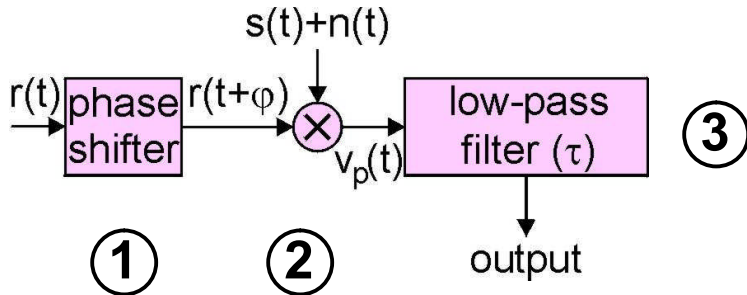 s(t)+n(t)
r(t)
phase
shifter
r(t+φ)
×
v_p(t)
low-pass
filter (τ)
output
1
2
3